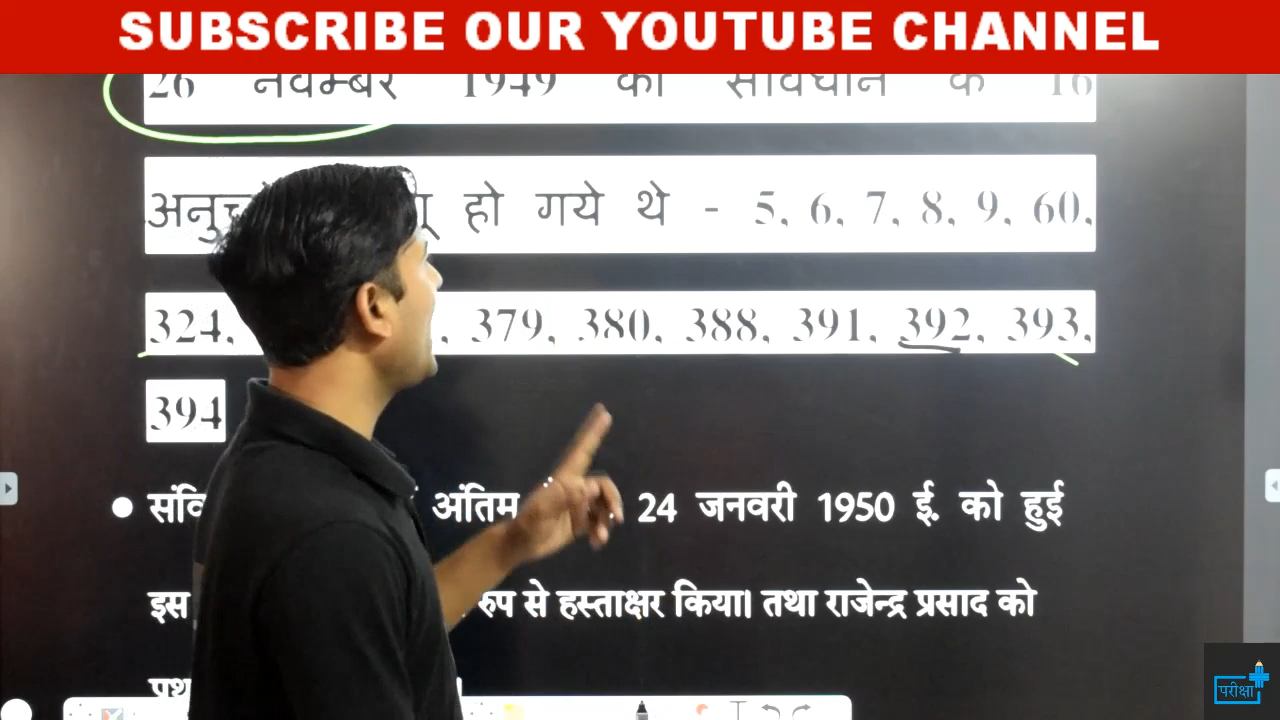 SUBSCRIBE OUR YOUTUBE CHANNEL
26 नवम्बर 1949 को संविधान के 16
हो गये थे - 5, 6, 7, 8, 9, 60,
324, 379, 380, 388, 391, 392, 393,
394
अंतिम 24 जनवरी 1950 ई. को हुई
इस रुप से हस्ताक्षर किया। तथा राजेन्द्र प्रसाद को
परीक्षा